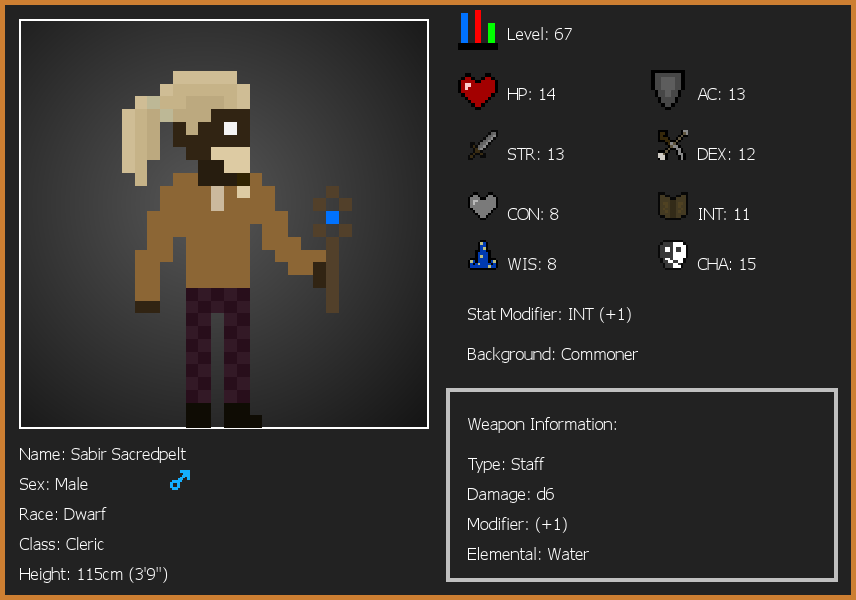 Level: 67
HP: 14
AC: 13
STR: 13
DEX: 12
CON: 8
INT: 11
WIS: 8
CHA: 15
Stat Modifier: INT (+1)
Background: Commoner
Weapon Information:
Type: Staff
Damage: d6
Modifier: (+1)
Elemental: Water
Name: Sabir Sacredpelt
Sex: Male
Race: Dwarf
Class: Cleric
Height: 115cm (3'9")